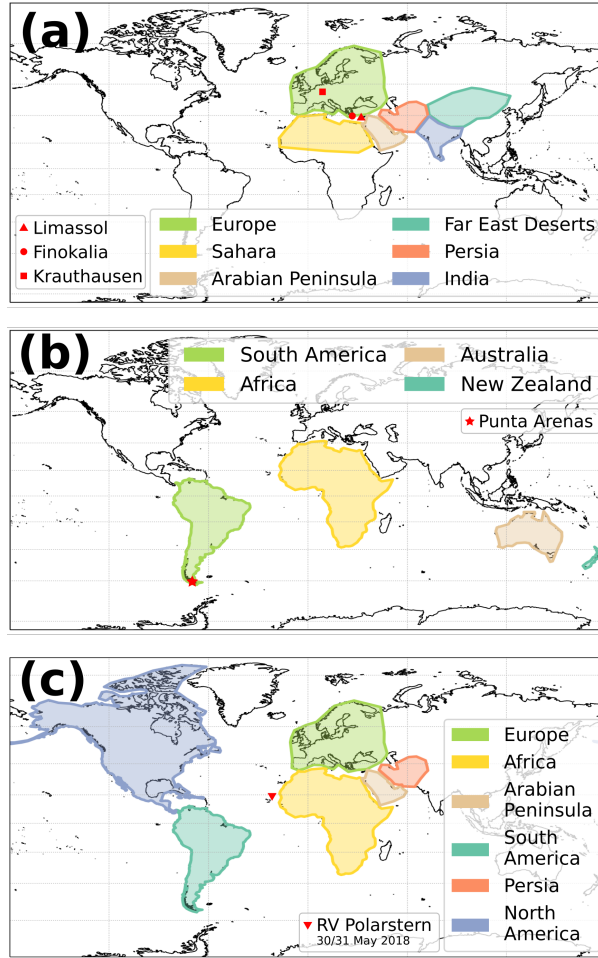 (a)
Limassol
Finokalia
Krauthausen
Europe
Sahara
Arabian Peninsula
Far East Deserts
Persia
India
(b)
South America
Africa
Australia
New Zealand
Punta Arenas
(c)
Europe
Africa
Arabian
Peninsula
South
America
Persia
North
America
RV Polarstern
30/31 May 2018